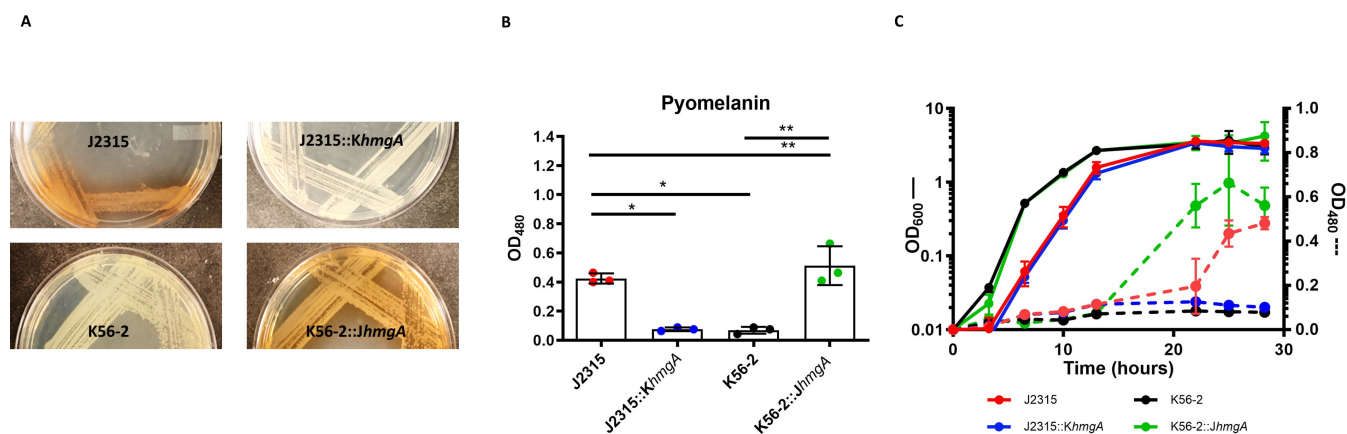 A
B
C
J2315
J2315::KhmgA
K56-2
K56-2::JhmgA
Pyomelanin
OD480
1.4
1.2
1.0
0.8
0.6
0.4
0.2
0.0
**
**
*
*
J2315
J2315::KhmgA
K56-2
K56-2::JhmgA
OD600
10
1
0.1
0.01
1.0
0.8
0.6
0.4
0.2
0.0
OD480 ---
0
10
20
30
Time (hours)
J2315
K56-2
J2315::KhmgA
K56-2::JhmgA